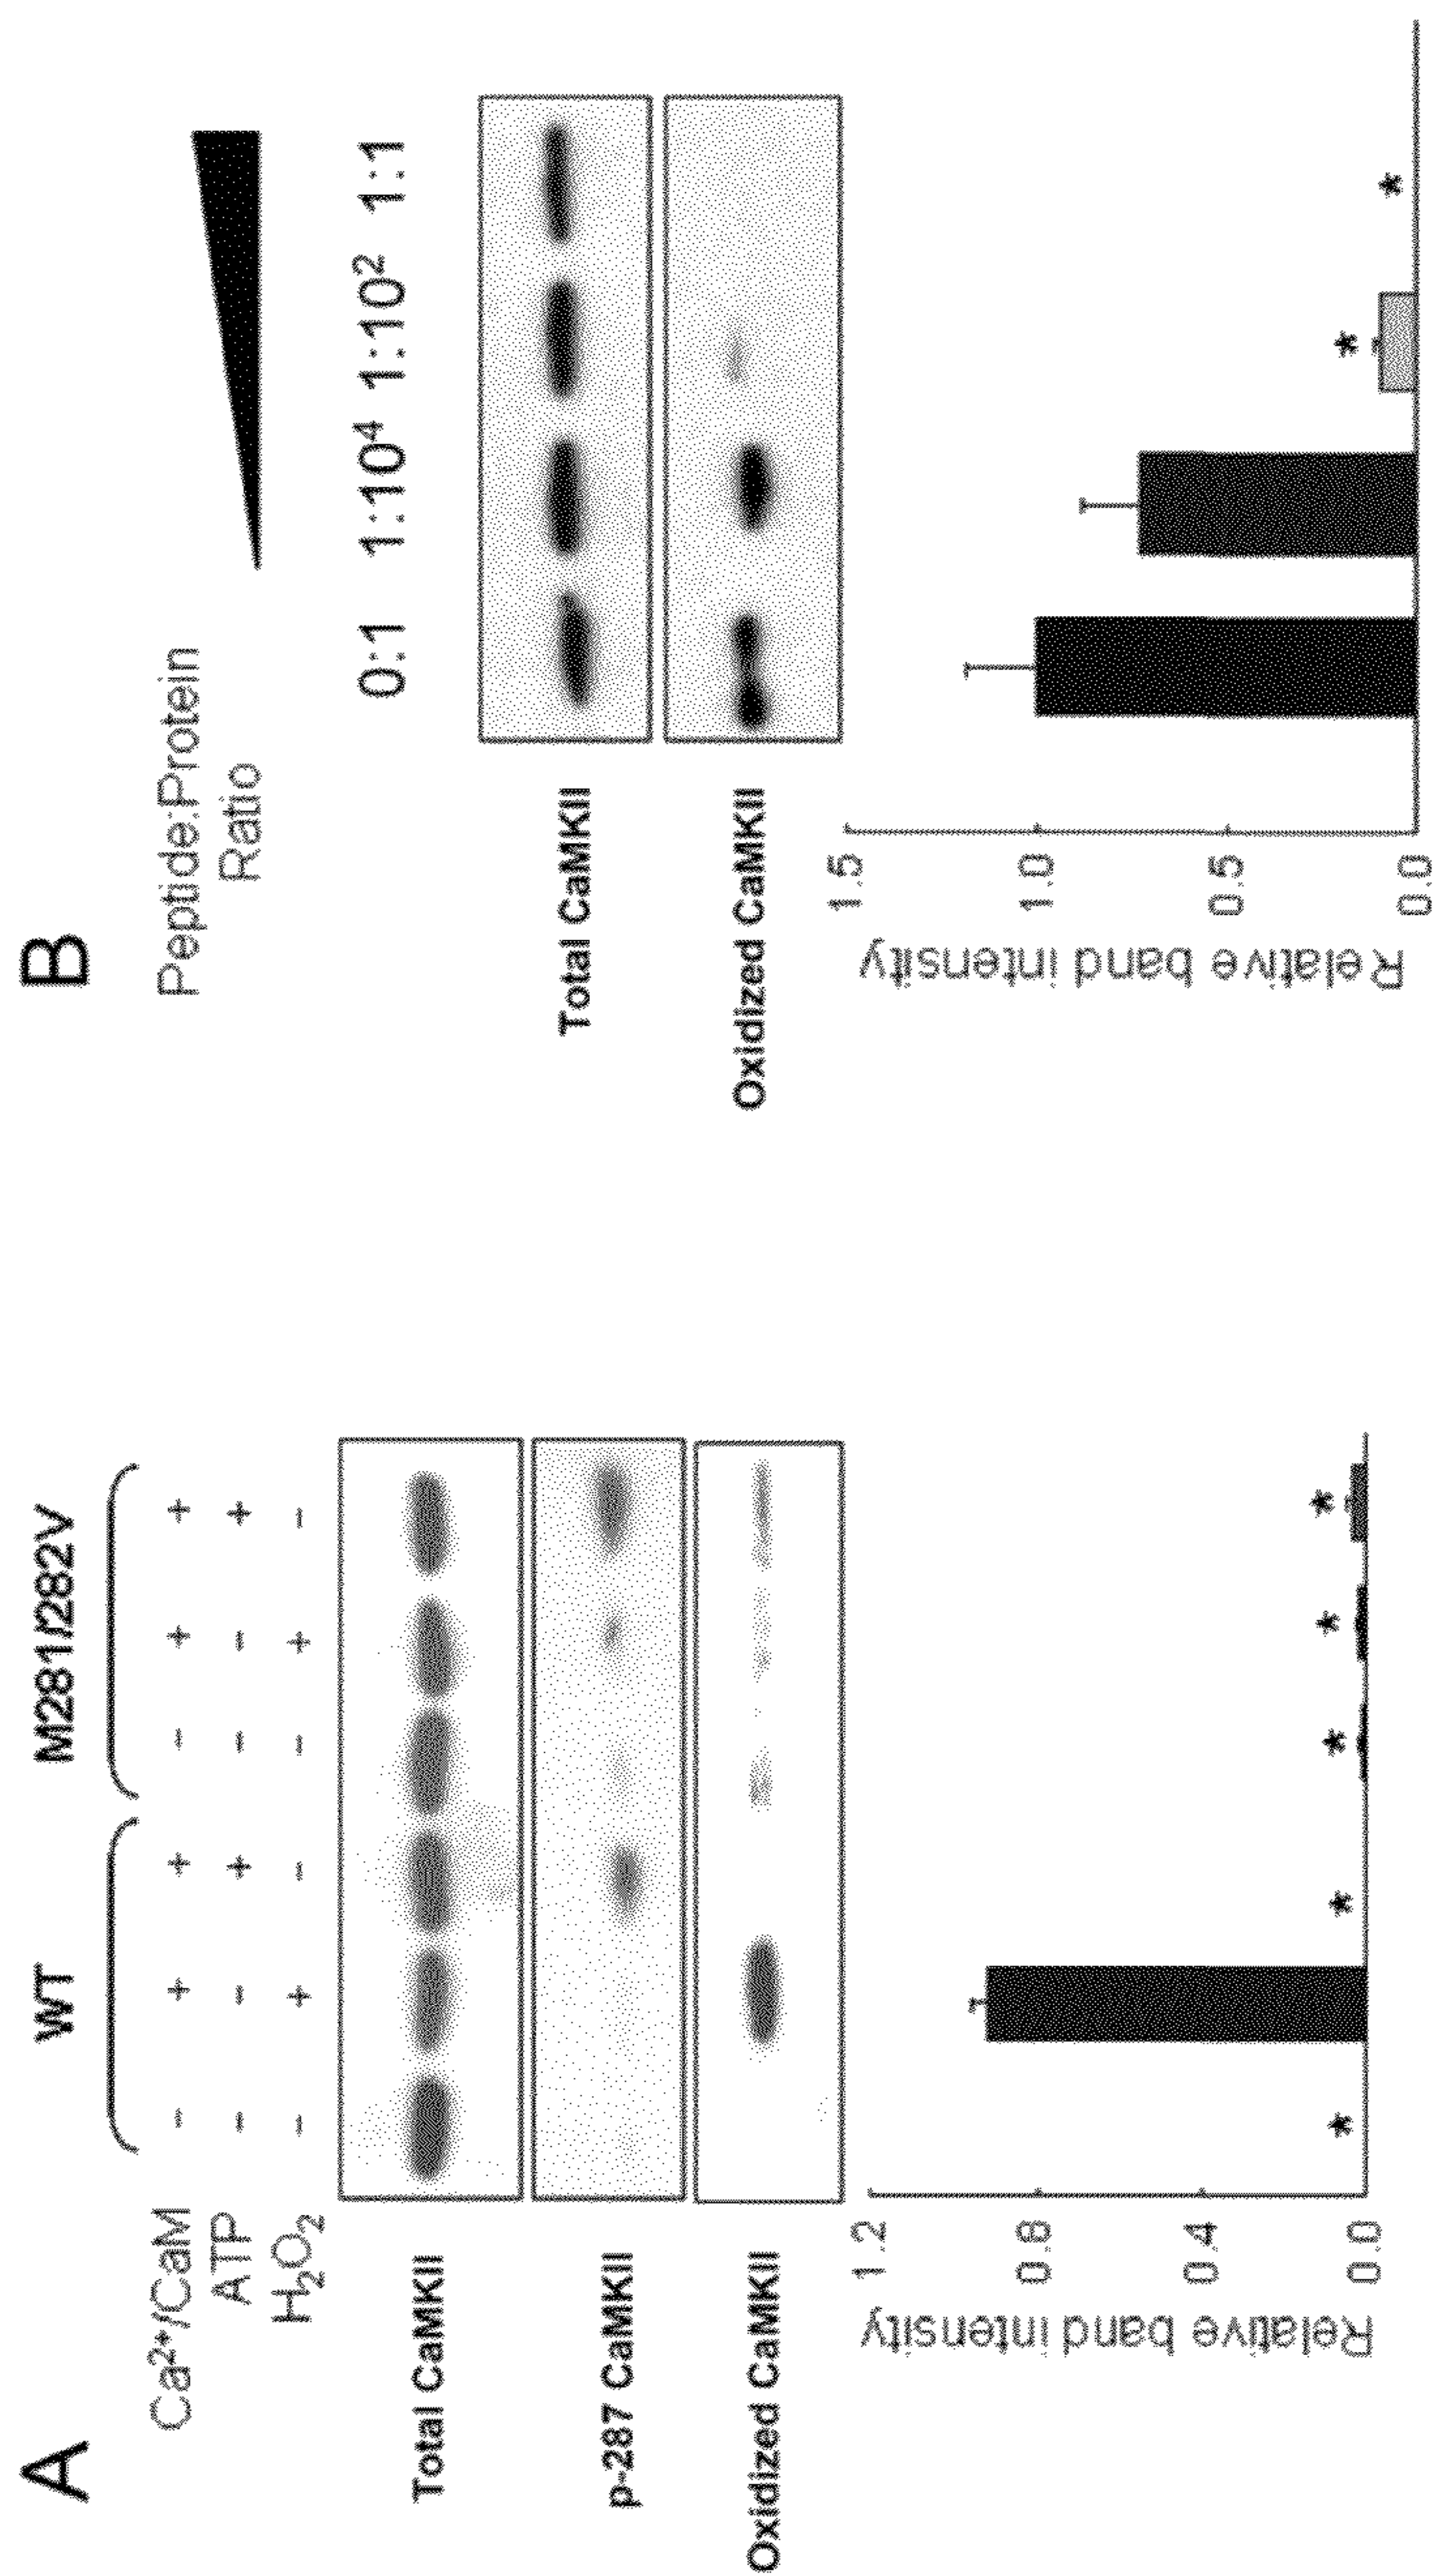 A
WT M281/282V
Ca²⁺/CaM - + + - + +
ATP - - + - - +
H₂O₂ - + - - + -
Total CaMKII
p-287 CaMKII
Oxidized CaMKII
Relative band intensity
1.2
0.8
0.4
0.0
* * * * *
B
Peptide:Protein
Ratio
0:1 1:10⁴ 1:10² 1:1
Total CaMKII
Oxidized CaMKII
Relative band intensity
1.5
1.0
0.5
0.0
* *